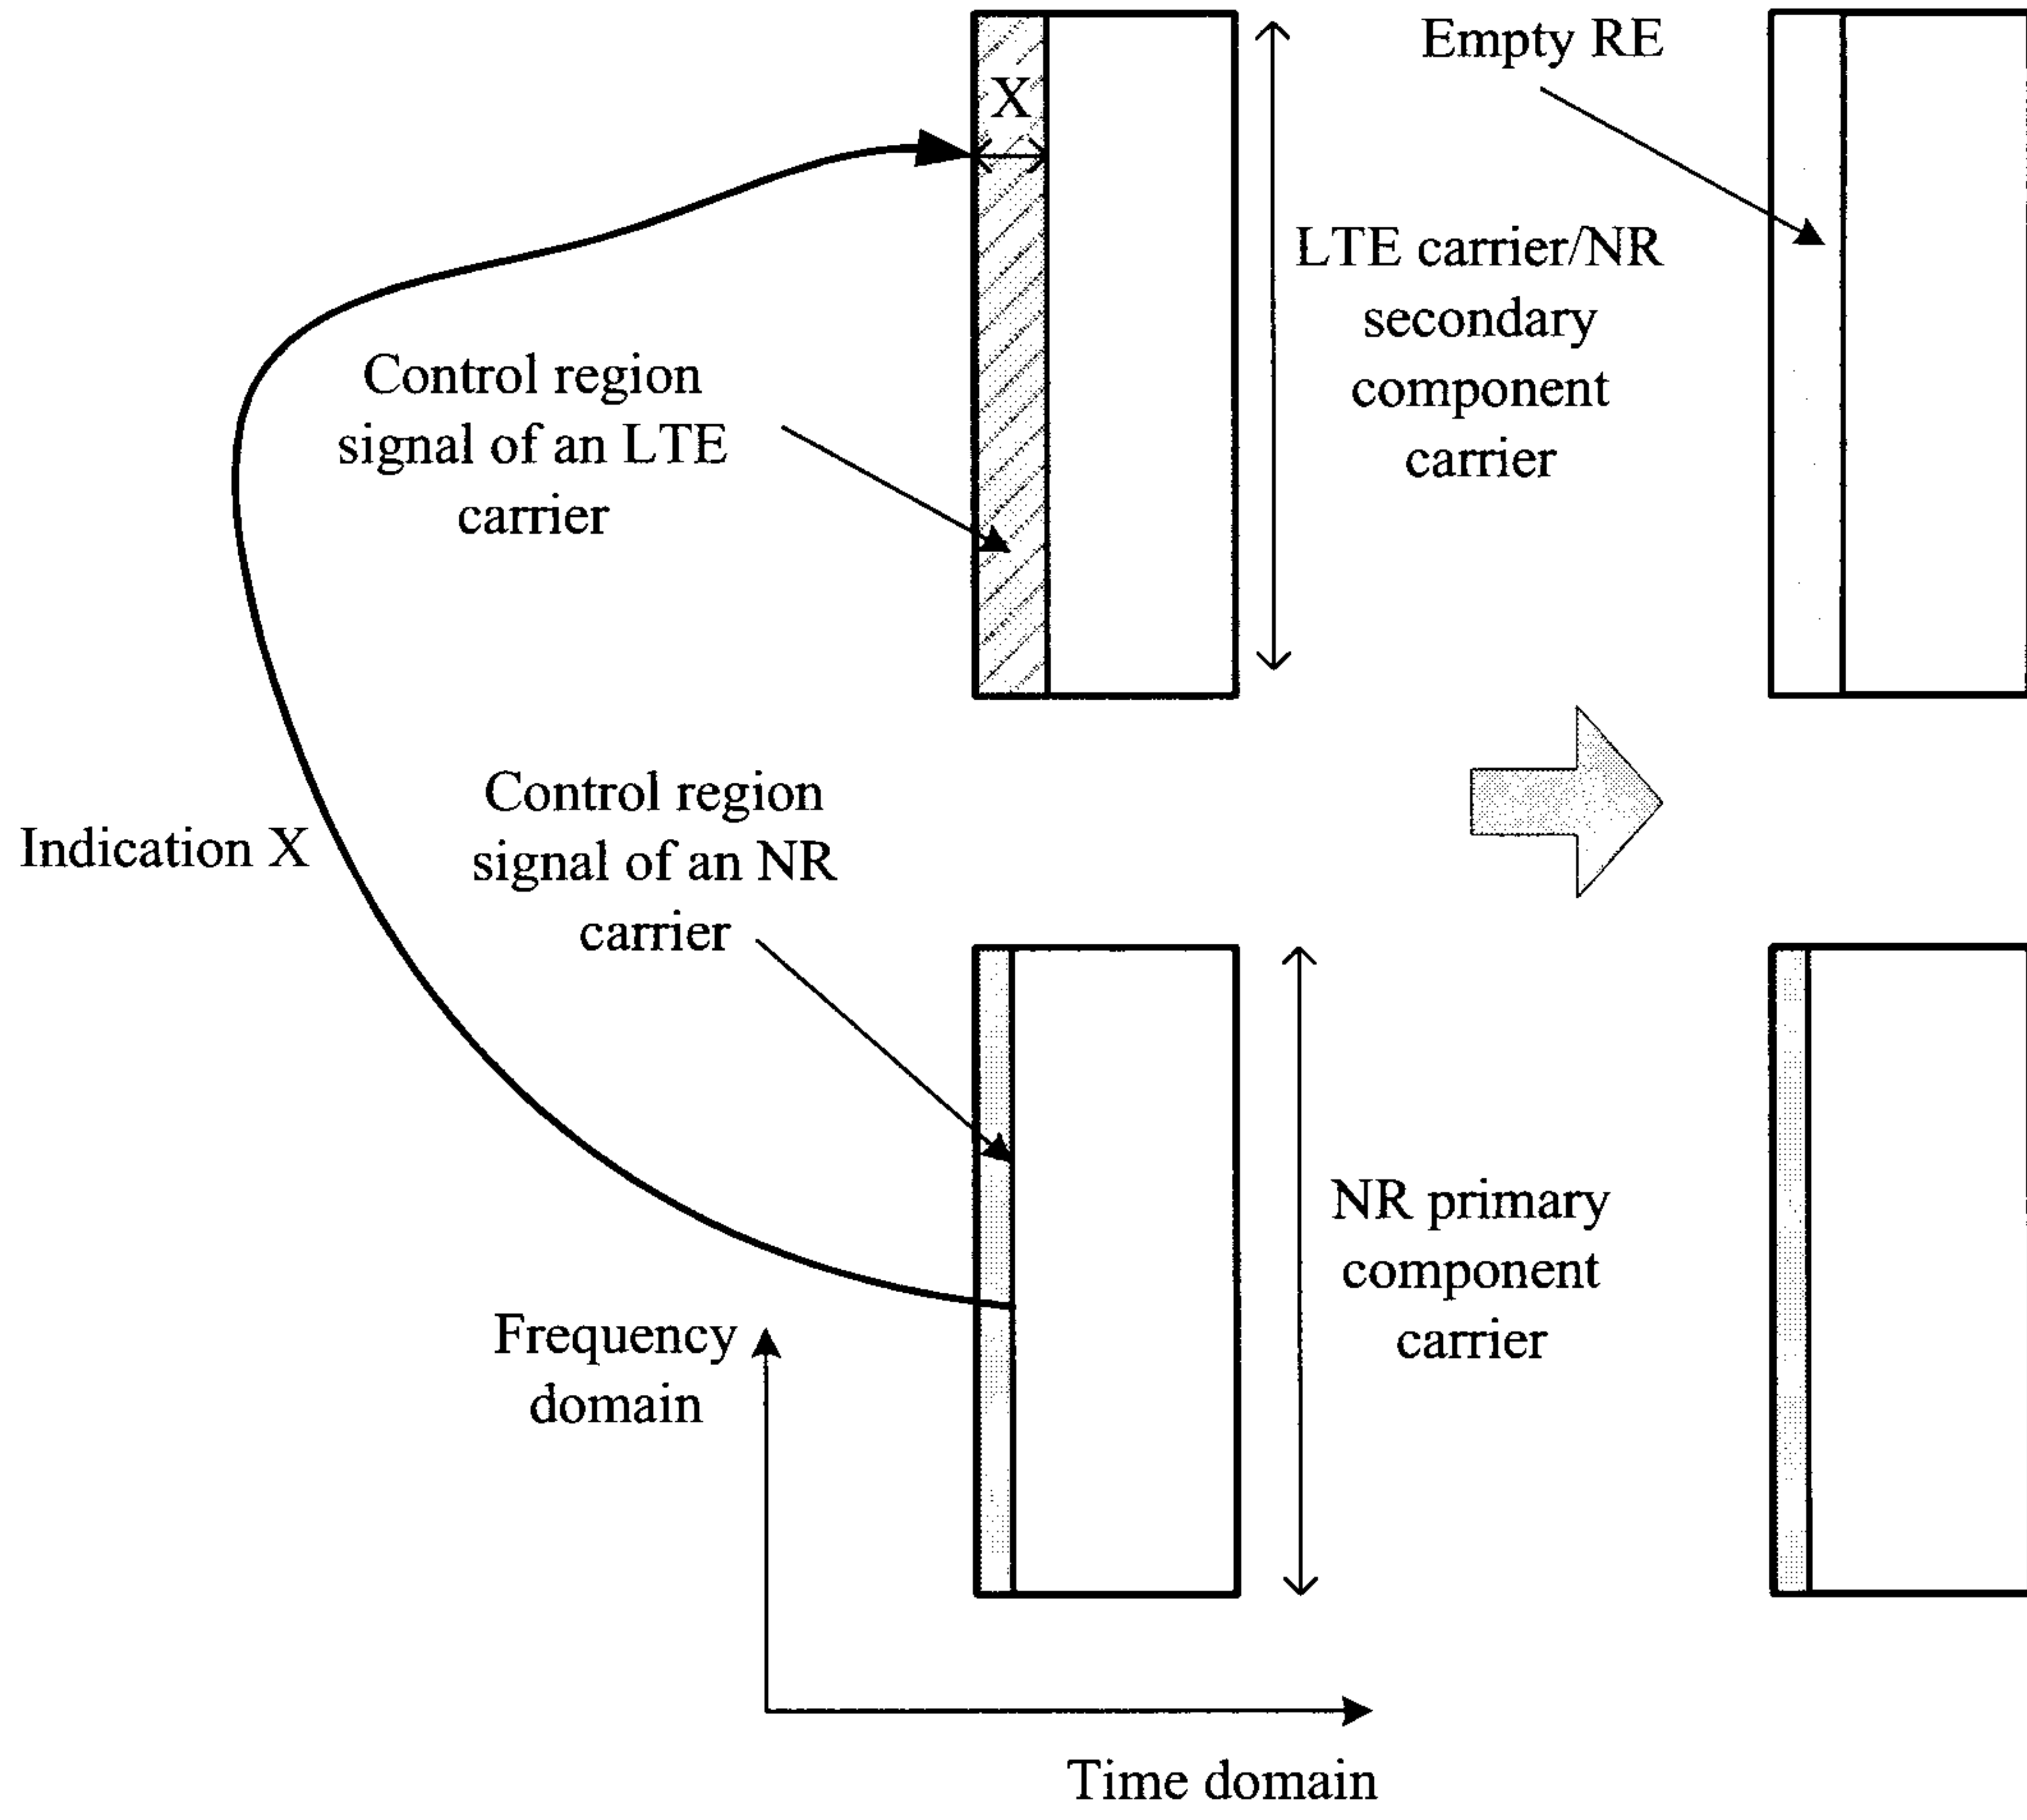 Empty RE
X
LTE carrier/NR
secondary
component
carrier
Control region
signal of an LTE
carrier
Control region
signal of an NR
carrier
Indication X
NR primary
component
carrier
Frequency
domain
Time domain